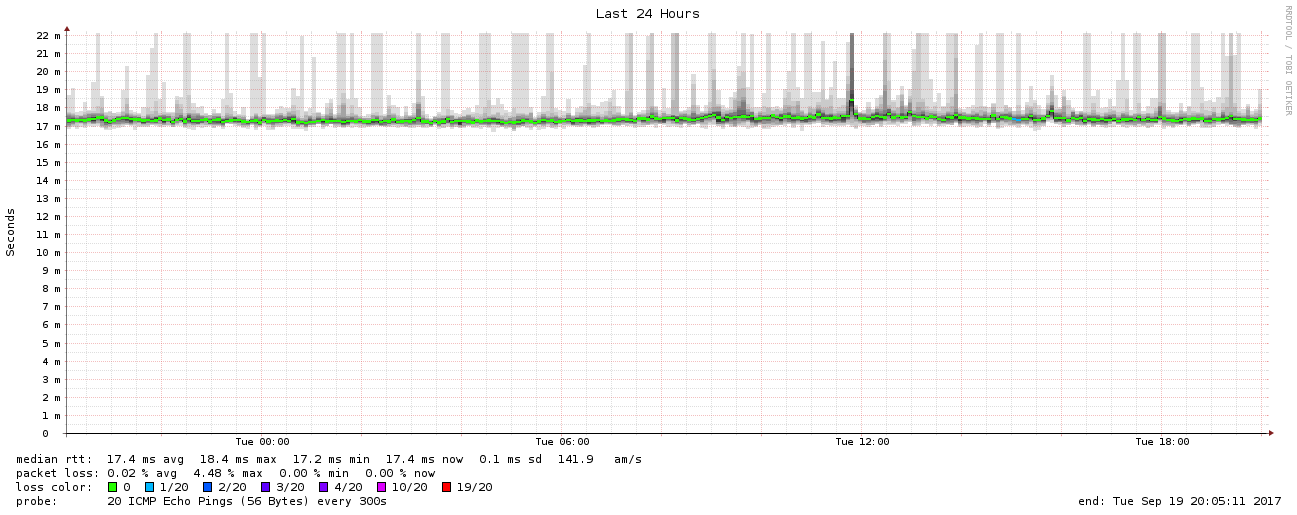 Last 24 Hours
RRDTOOL / TOBI OETIKER
Seconds
22 m
21 m
20 m
19 m
18 m
17 m
16 m
15 m
14 m
13 m
12 m
11 m
10 m
9 m
8 m
7 m
6 m
5 m
4 m
3 m
2 m
1 m
0
Tue 00:00 Tue 06:00 Tue 12:00 Tue 18:00
median rtt: 17.4 ms avg 18.4 ms max 17.2 ms min 17.4 ms now 0.1 ms sd 141.9 am/s
packet loss: 0.02 % avg 4.48 % max 0.00 % min 0.00 % now
loss color: 0 1/20 2/20 3/20 4/20 10/20 19/20
probe: 20 ICMP Echo Pings (56 Bytes) every 300s end: Tue Sep 19 20:05:11 2017